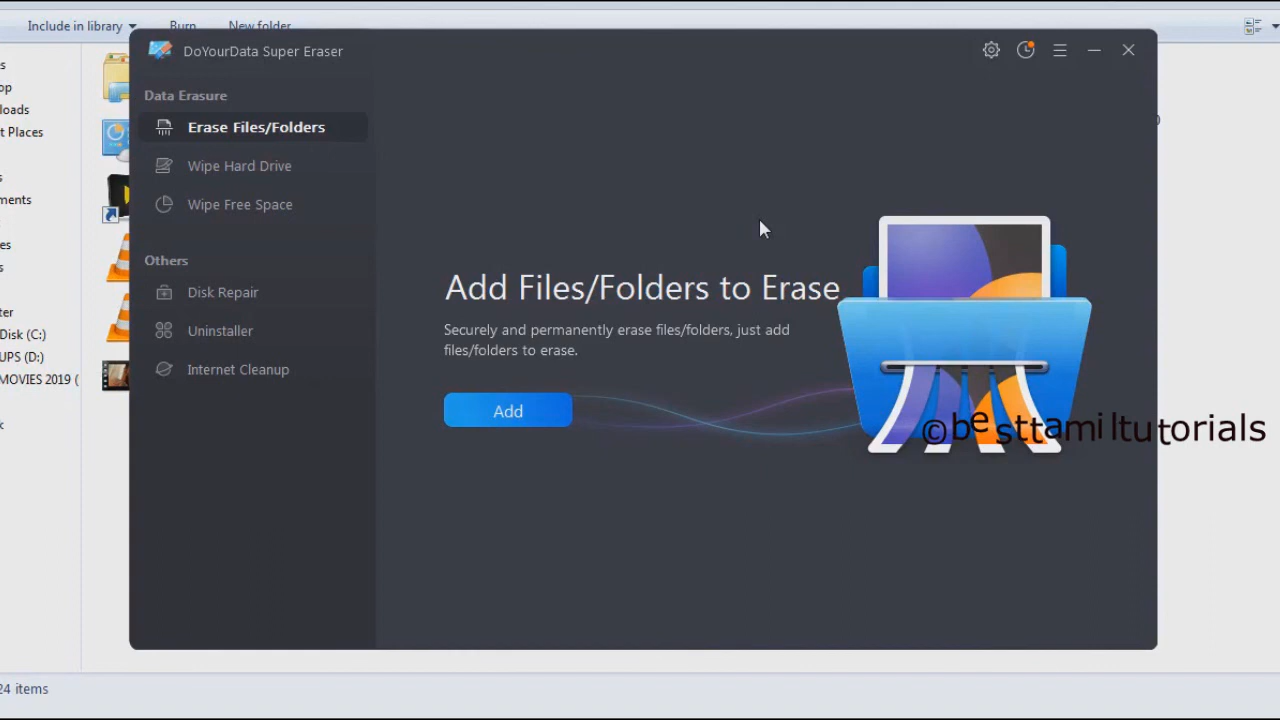 Include in library
Burn
New folder
DoYourData Super Eraser
Data Erasure
Erase Files/Folders
Wipe Hard Drive
Wipe Free Space
Others
Disk Repair
Uninstaller
Internet Cleanup
Add Files/Folders to Erase
Securely and permanently erase files/folders, just add
files/folders to erase.
Add
©besttamiltutorials
t Places
Disk (C:)
UPS (D:)
MOVIES 2019 (
24 items